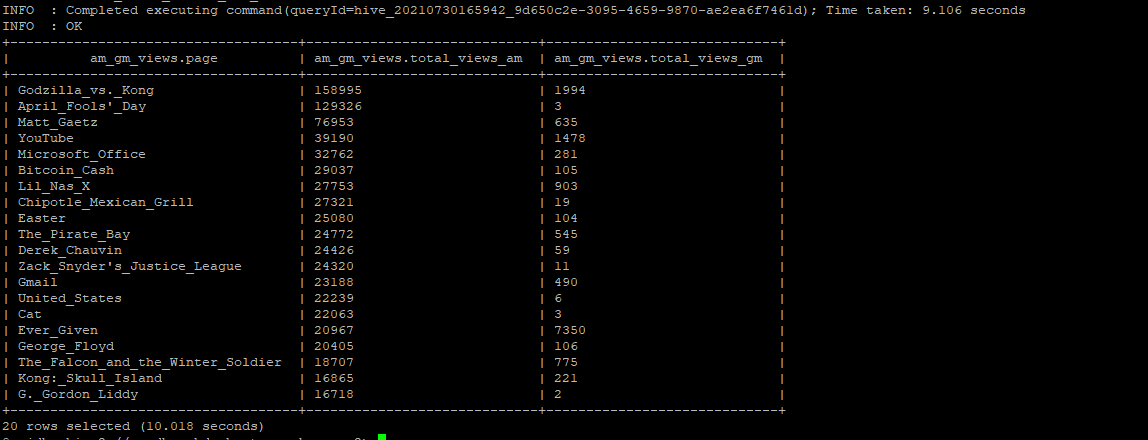 INFO  : Completed executing command(queryId=hive_20210730165942_9d650c2e-3095-4659-9870-ae2ea6f7461d); Time taken: 9.106 seconds
INFO  : OK
+------------------------------------+-----------------------------+-----------------------------+
|          am_gm_views.page          | am_gm_views.total_views_am  | am_gm_views.total_views_gm  |
+------------------------------------+-----------------------------+-----------------------------+
| Godzilla_vs._Kong                  | 158995                      | 1994                        |
| April_Fools'_Day                   | 129326                      | 3                           |
| Matt_Gaetz                         | 76953                       | 635                         |
| YouTube                            | 39190                       | 1478                        |
| Microsoft_Office                   | 32762                       | 281                         |
| Bitcoin_Cash                       | 29037                       | 105                         |
| Lil_Nas_X                          | 27753                       | 903                         |
| Chipotle_Mexican_Grill             | 27321                       | 19                          |
| Easter                             | 25080                       | 104                         |
| The_Pirate_Bay                     | 24772                       | 545                         |
| Derek_Chauvin                      | 24426                       | 59                          |
| Zack_Snyder's_Justice_League       | 24320                       | 11                          |
| Gmail                              | 23188                       | 490                         |
| United_States                      | 22239                       | 6                           |
| Cat                                | 22063                       | 3                           |
| Ever_Given                         | 20967                       | 7350                        |
| George_Floyd                       | 20405                       | 106                         |
| The_Falcon_and_the_Winter_Soldier  | 18707                       | 775                         |
| Kong:_Skull_Island                 | 16865                       | 221                         |
| G._Gordon_Liddy                    | 16718                       | 2                           |
+------------------------------------+-----------------------------+-----------------------------+
20 rows selected (10.018 seconds)